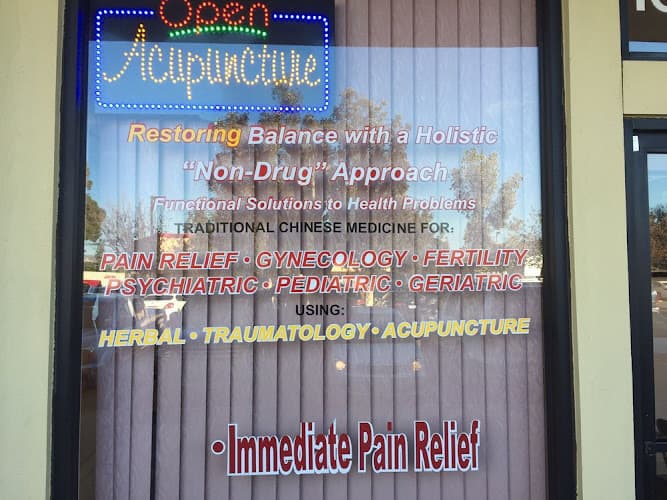 Open
Acupuncture
Restoring Balance with a Holistic
"Non-Drug" Approach
Functional Solutions to Health Problems
TRADITIONAL CHINESE MEDICINE FOR:
PAIN RELIEF • GYNECOLOGY • FERTILITY
PSYCHIATRIC • PEDIATRIC • GERIATRIC
USING:
HERBAL • TRAUMATOLOGY • ACUPUNCTURE
• Immediate Pain Relief